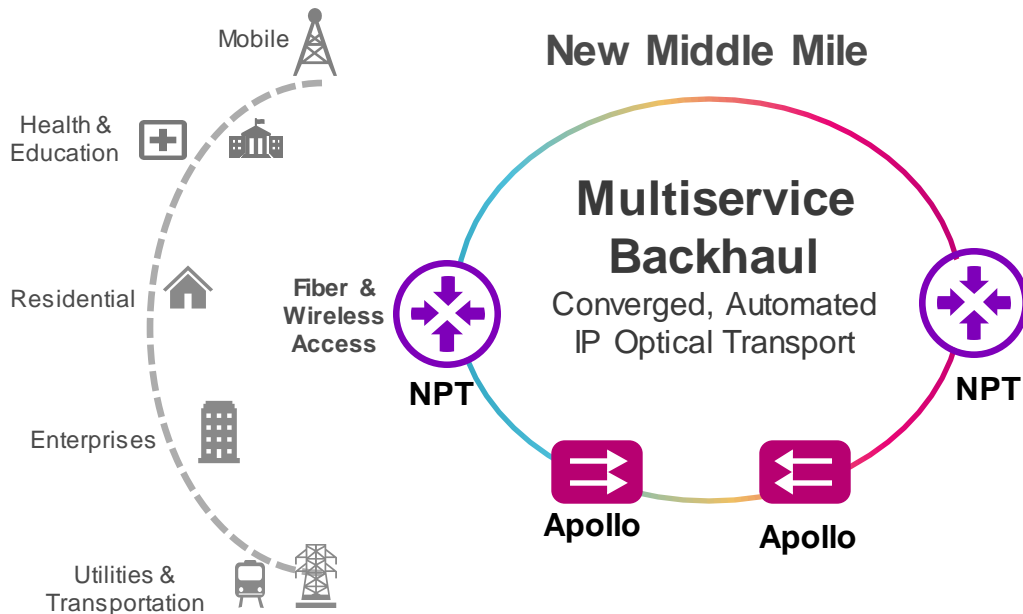 Mobile
New Middle Mile
Health &
Education
Multiservice
Backhaul
Converged, Automated
IP Optical Transport
Residential
Fiber &
Wireless
Access
NPT
NPT
Enterprises
Apollo
Apollo
Utilities &
Transportation